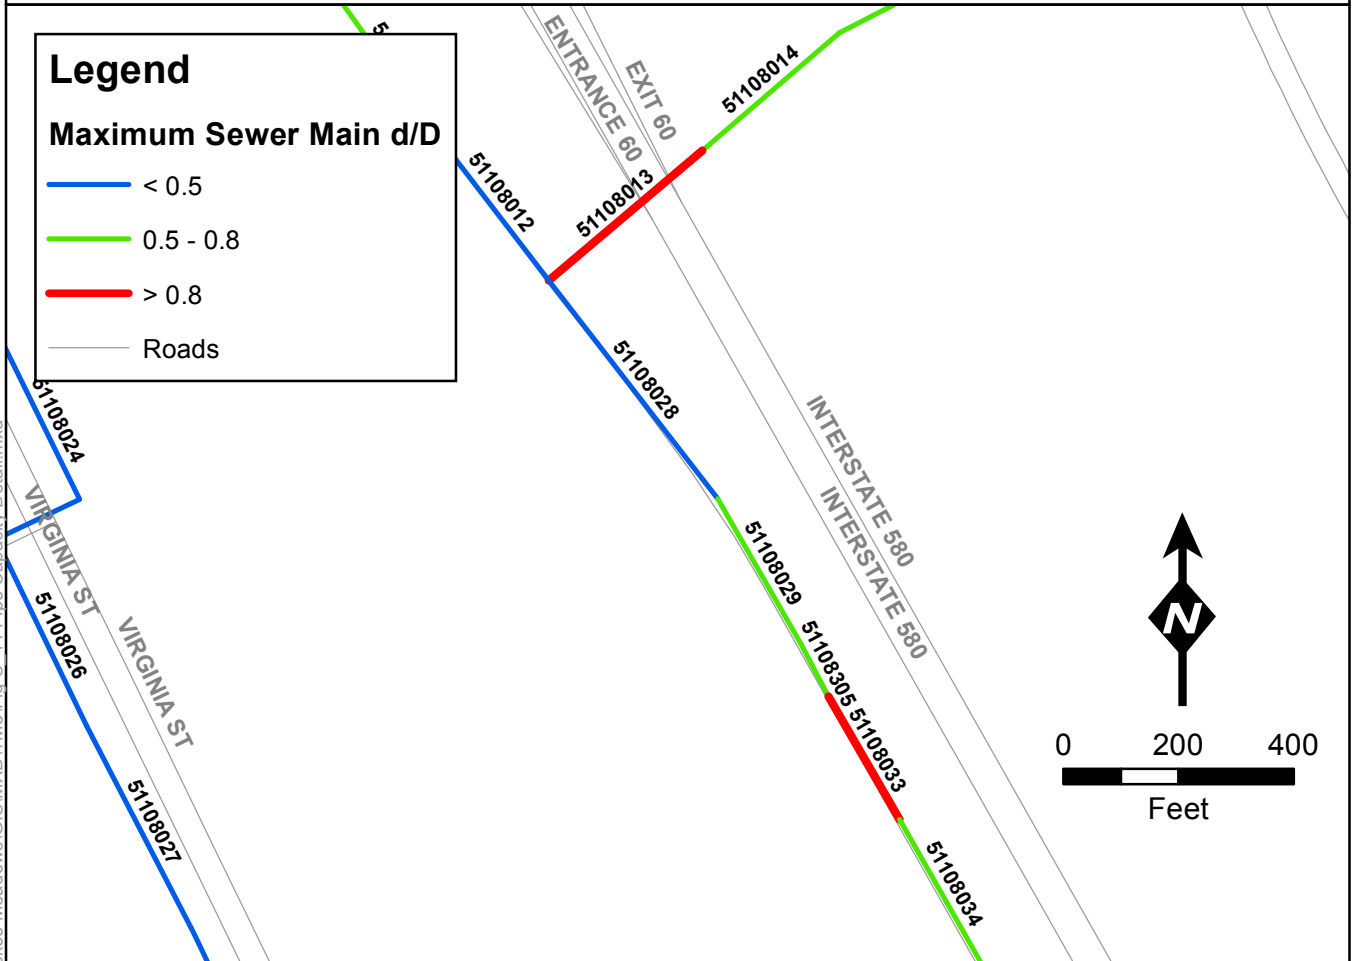 5
Legend
Maximum Sewer Main d/D
< 0.5
0.5 - 0.8
> 0.8
Roads
ENTRANCE 60
EXIT 60
51108014
51108013
51108012
51108028
51108024
INTERSTATE 580
INTERSTATE 580
VIRGINIA ST
VIRGINIA ST
51108029
51108026
51108305
51108033
51108027
51108034
N
0 200 400
Feet